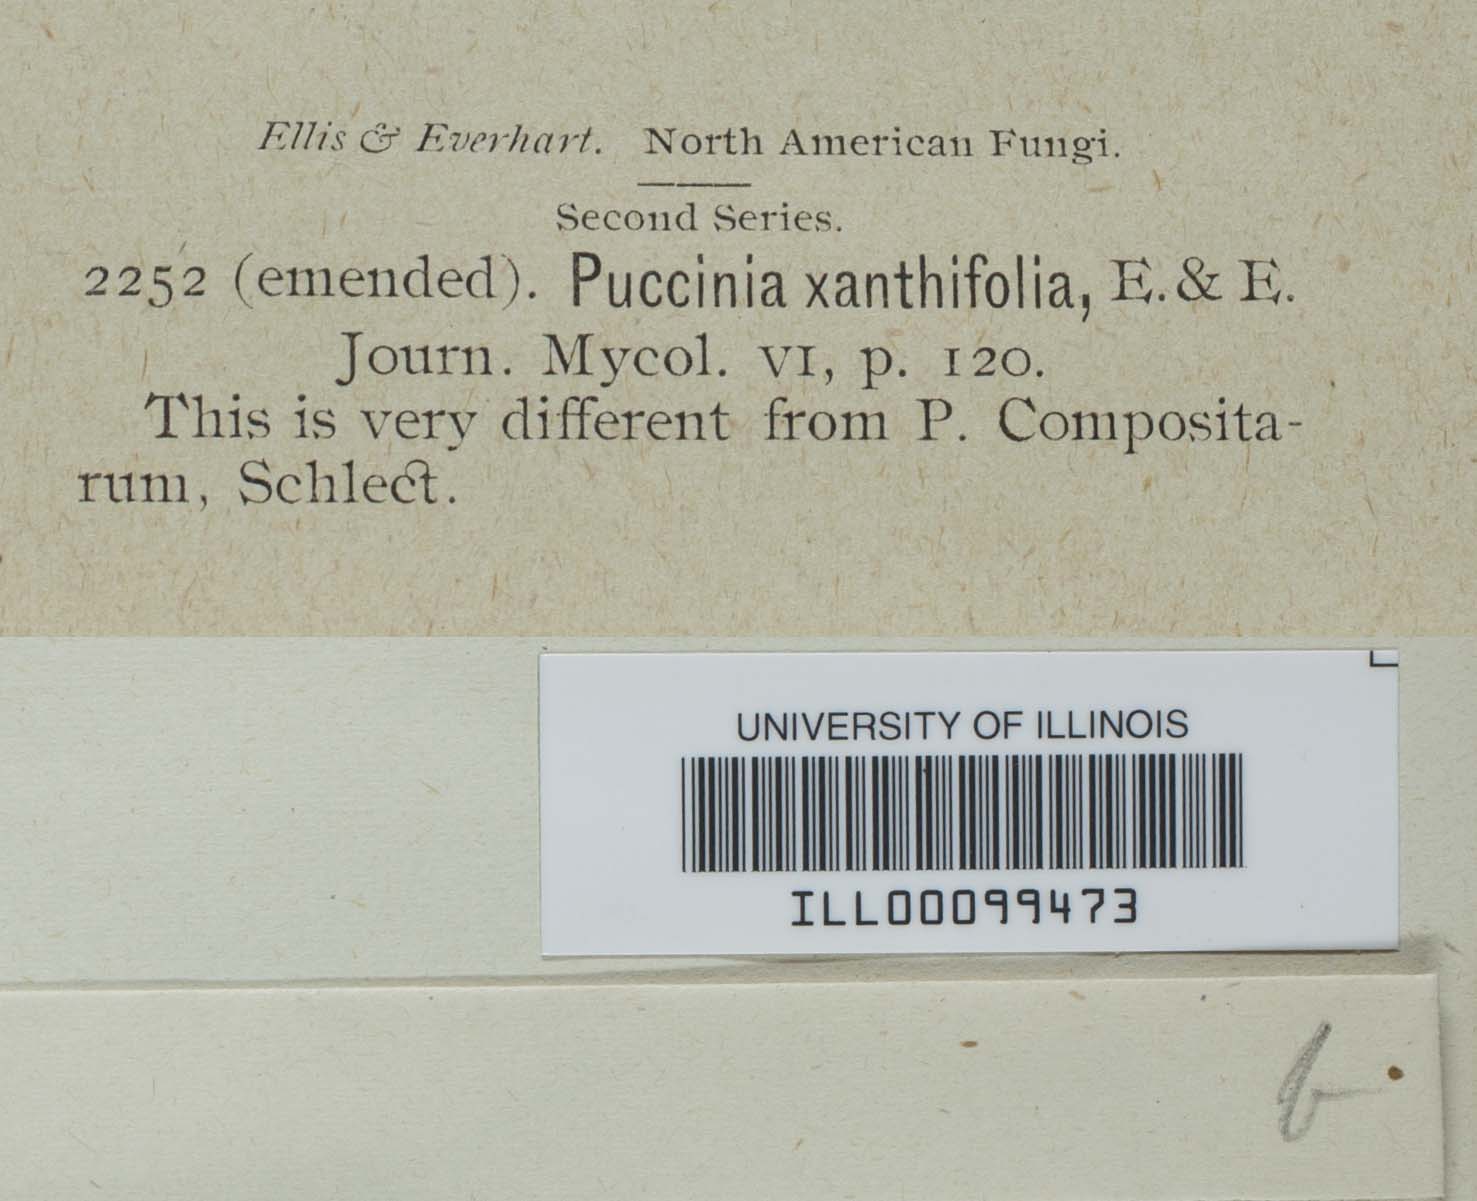 Ellis & Everhart. North American Fungi.
Second Series.
2252 (emended). Puccinia xanthifolia, E. & E.
Journ. Mycol. VI, p. 120.
This is very different from P. Composita-
rum, Schlect.
UNIVERSITY OF ILLINOIS
ILL00099473
b